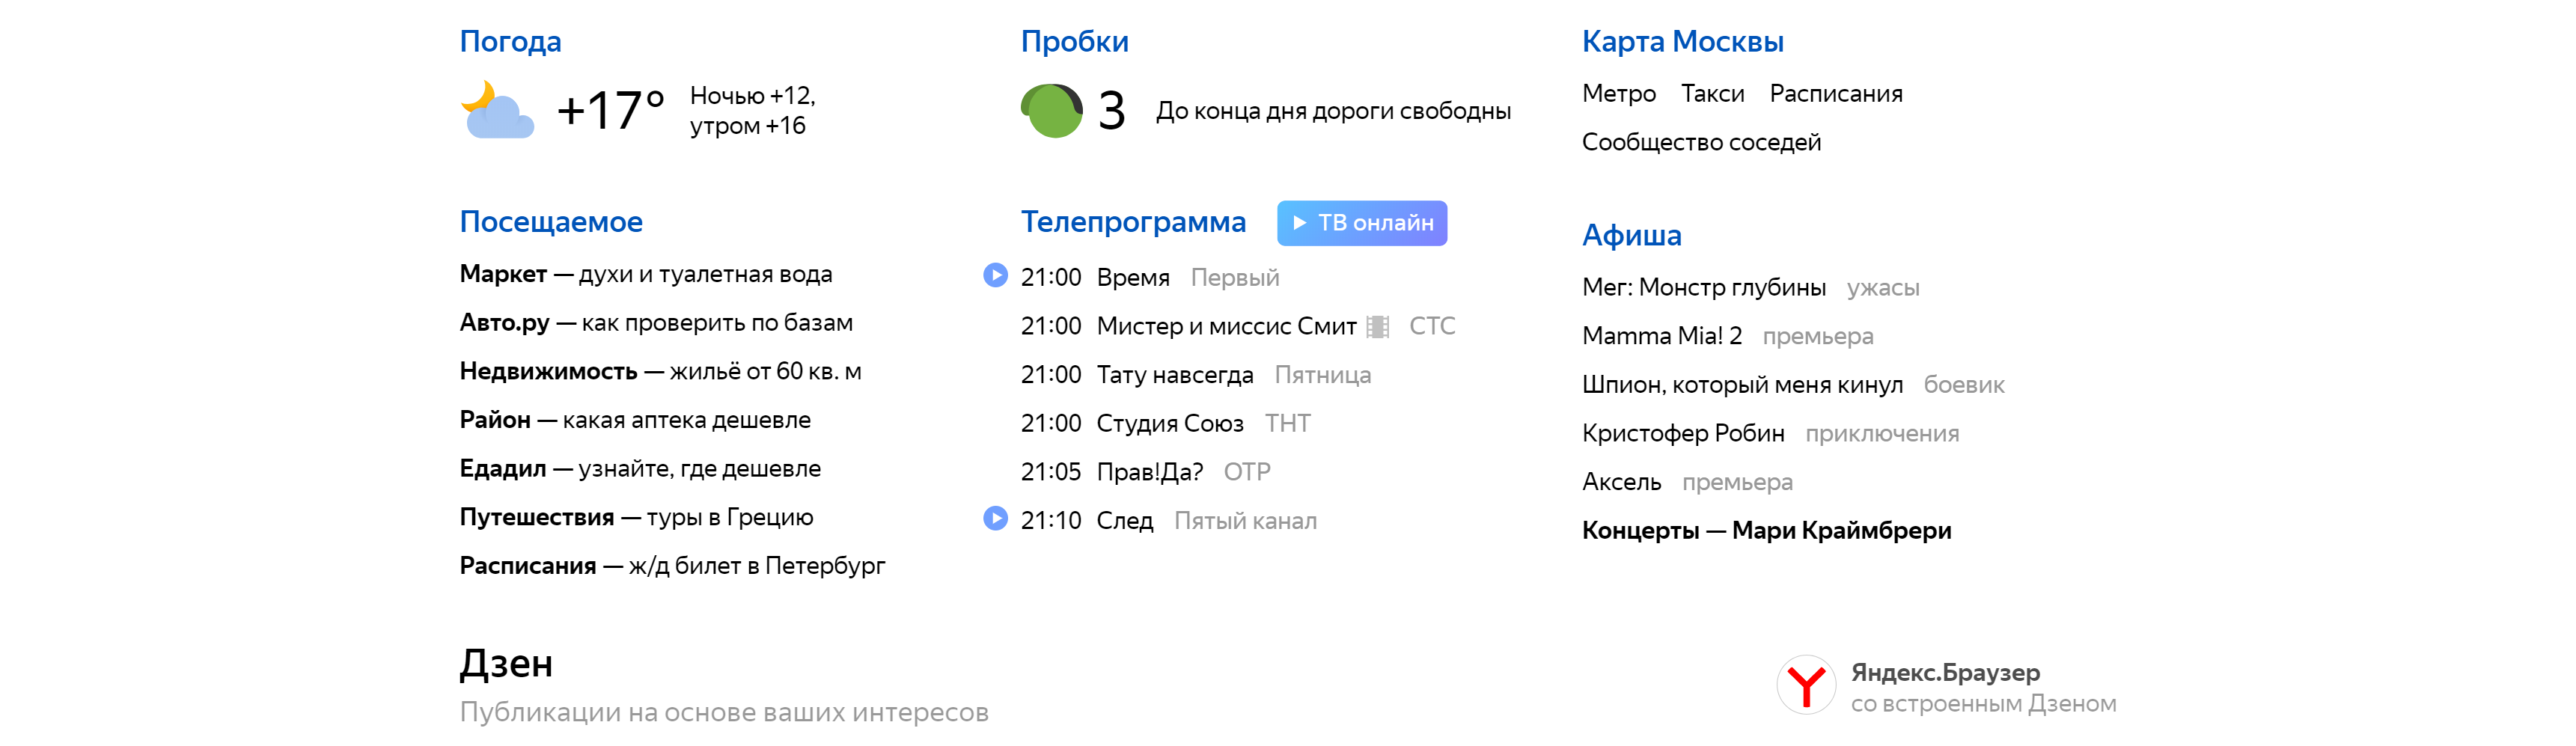 Погода
+17°
Ночью +12,
утром +16
Пробки
3
До конца дня дороги свободны
Карта Москвы
Метро Такси Расписания
Сообщество соседей
Посещаемое
Маркет — духи и туалетная вода
Авто.ру — как проверить по базам
Недвижимость — жильё от 60 кв. м
Район — какая аптека дешевле
Едадил — узнайте, где дешевле
Путешествия — туры в Грецию
Расписания — ж/д билет в Петербург
Телепрограмма
ТВ онлайн
21:00 Время Первый
21:00 Мистер и миссис Смит СТС
21:00 Тату навсегда Пятница
21:00 Студия Союз ТНТ
21:05 Прав!Да? ОТР
21:10 След Пятый канал
Афиша
Мег: Монстр глубины ужасы
Mamma Mia! 2 премьера
Шпион, который меня кинул боевик
Кристофер Робин приключения
Аксель премьера
Концерты — Мари Краймбрери
Дзен
Публикации на основе ваших интересов
Яндекс.Браузер
со встроенным Дзеном